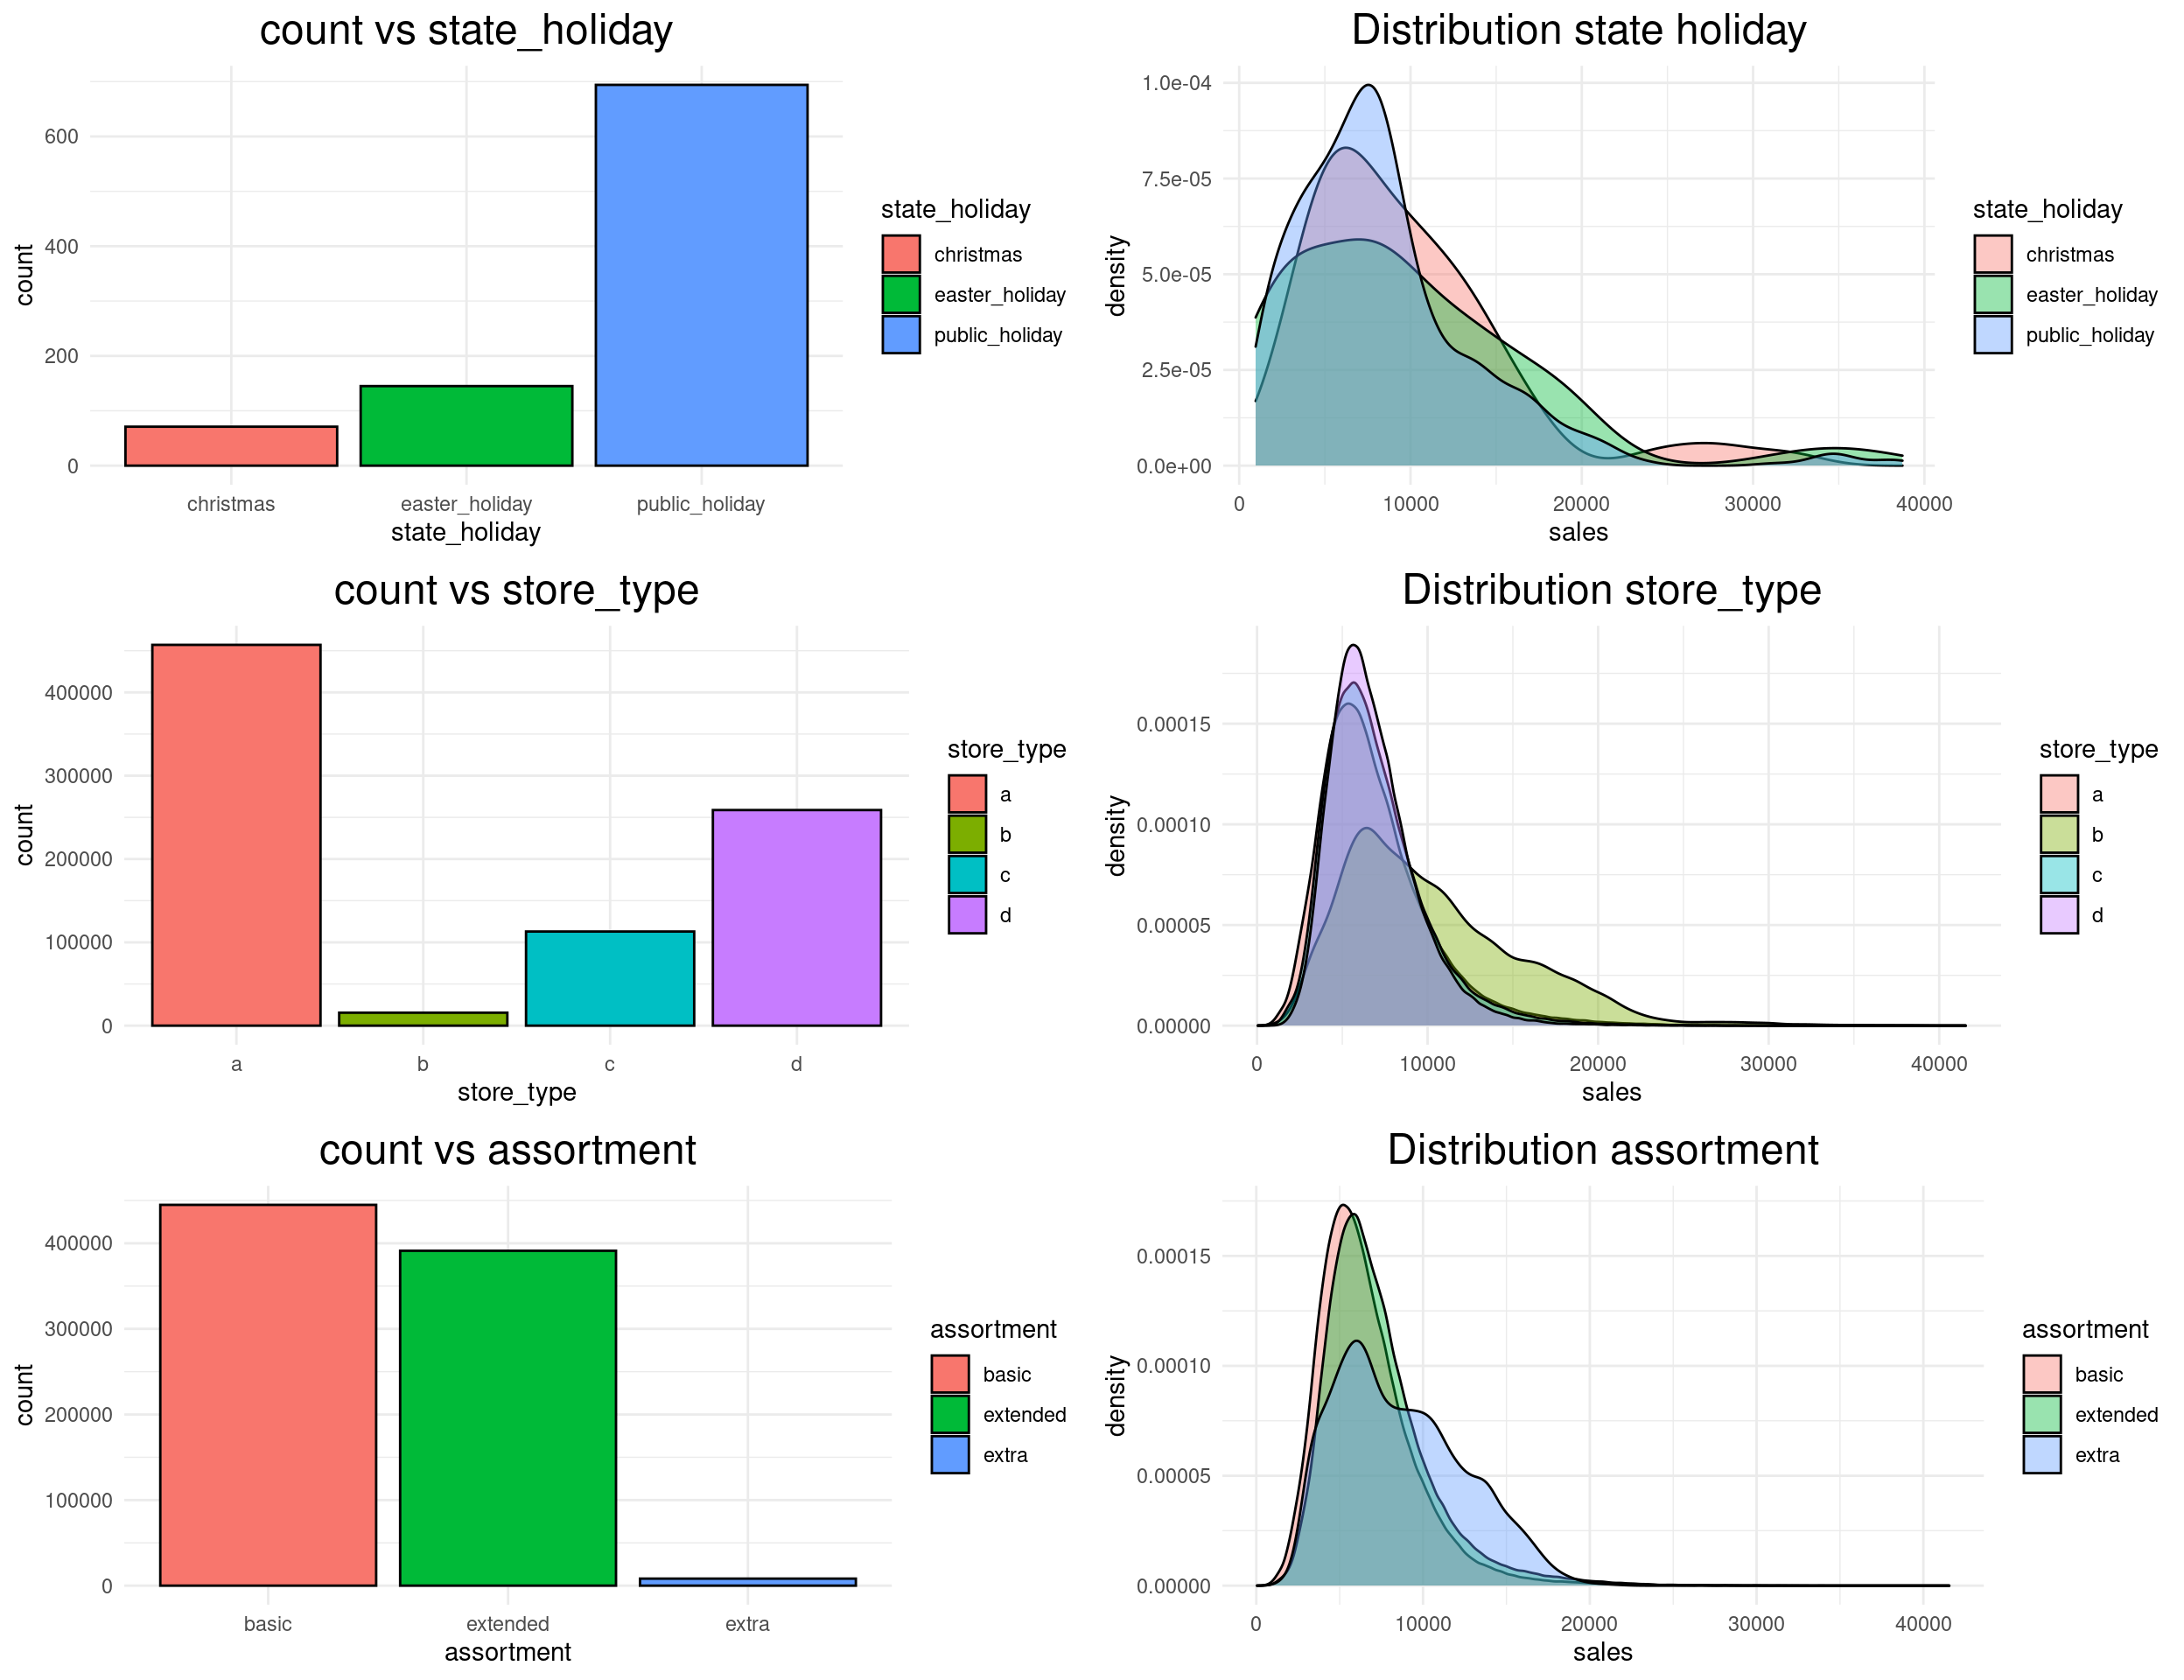 count vs state_holiday
count
600
400
200
0
christmas
easter_holiday
public_holiday
state_holiday
state_holiday
christmas
easter_holiday
public_holiday
Distribution state holiday
density
1.0e-04
7.5e-05
5.0e-05
2.5e-05
0.0e+00
0
10000
20000
30000
40000
sales
state_holiday
christmas
easter_holiday
public_holiday
count vs store_type
count
400000
300000
200000
100000
0
a
b
c
d
store_type
store_type
a
b
c
d
Distribution store_type
density
0.00015
0.00010
0.00005
0.00000
0
10000
20000
30000
40000
sales
store_type
a
b
c
d
count vs assortment
count
400000
300000
200000
100000
0
basic
extended
extra
assortment
assortment
basic
extended
extra
Distribution assortment
density
0.00015
0.00010
0.00005
0.00000
0
10000
20000
30000
40000
sales
assortment
basic
extended
extra